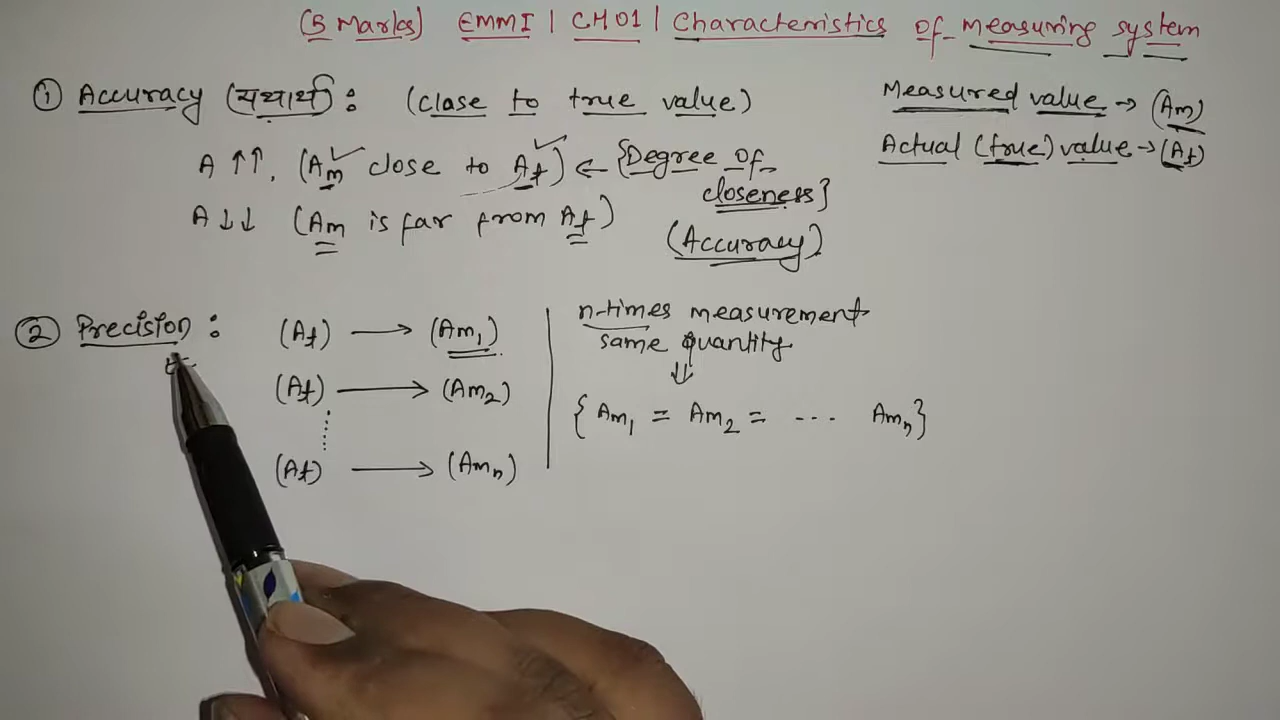 (5 Marks) EMMI | CH01 | Characteristics of measuring system
① Accuracy (यथार्थ) : (close to true value)
Measured value → (Am)
Actual (true) value → (At)
A ↑↑, (Am close to At) ← {Degree of closeness}
A ↓↓ (Am is far from At)
(Accuracy)
② Precision :
(At) → (Am1)
(At) → (Am2)
(At) → (Amn)
n-times measurement
same quantity
⇓
{ Am1 = Am2 = --- Amn }